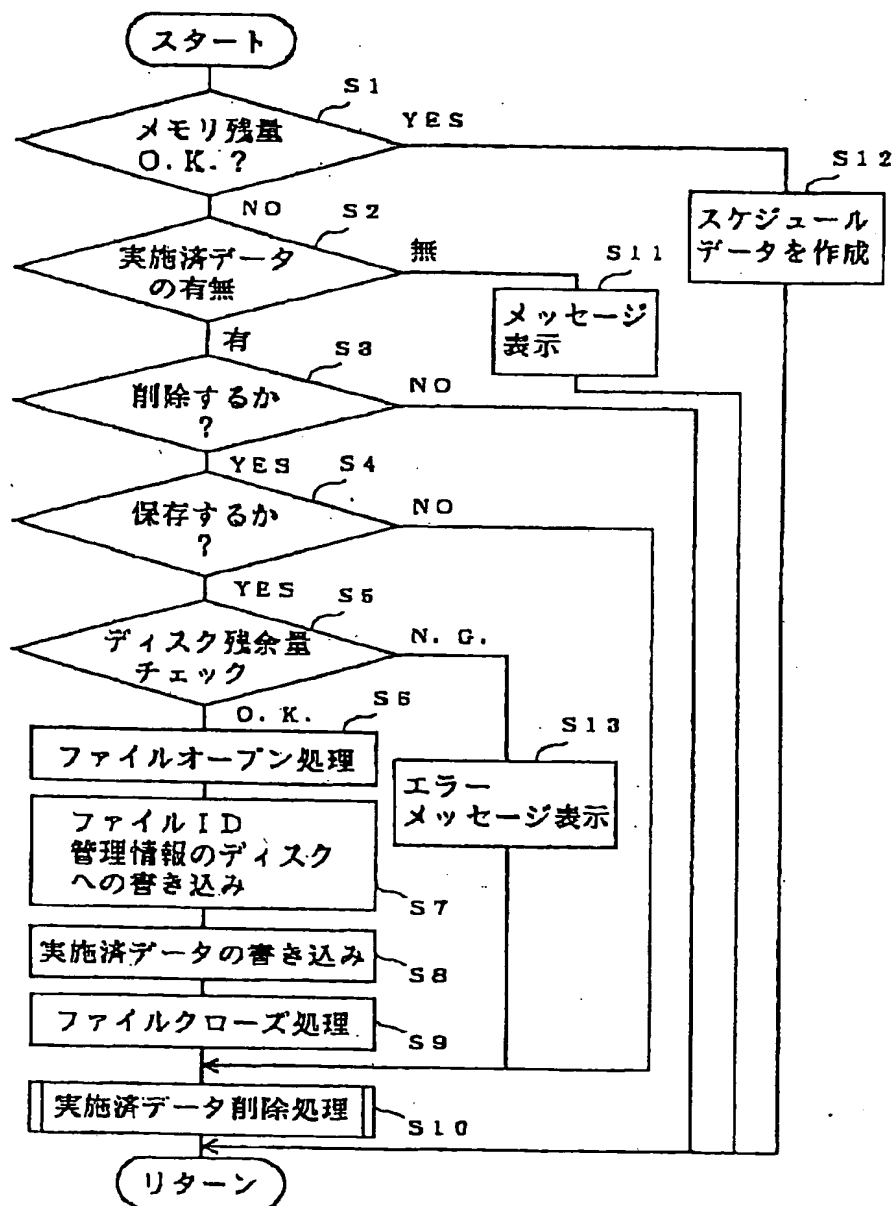 スタート
S1
メモリ残量
O.K.?
YES
NO
S12
スケジュール
データを作成
S2
実施済データ
の有無
無
有
S11
メッセージ
表示
S3
削除するか
?
NO
YES
S4
保存するか
?
NO
YES
S5
ディスク残余量
チェック
N.G.
O.K.
S6
ファイルオープン処理
S13
エラー
メッセージ表示
ファイルID
管理情報のディスク
への書き込み
S7
実施済データの書き込み
S8
ファイルクローズ処理
S9
実施済データ削除処理
S10
リターン